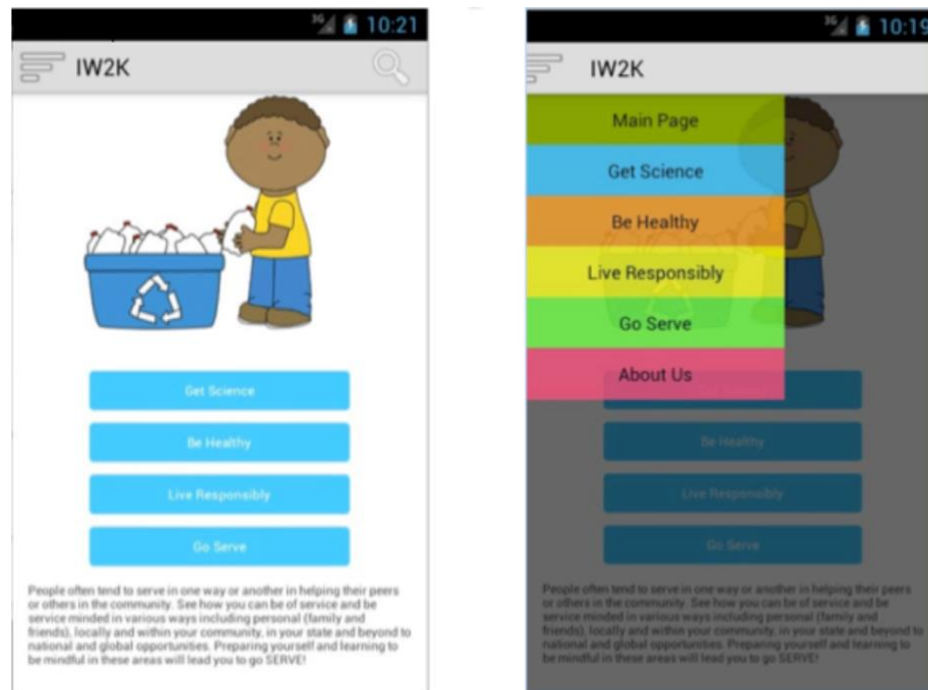 3G 10:21
IW2K
Get Science
Be Healthy
Live Responsibly
Go Serve
People often tend to serve in one way or another in helping their peers
or others in the community. See how you can be of service and be
service minded in various ways including personal (family and
friends), locally and within your community, in your state and beyond to
national and global opportunities. Preparing yourself and learning to
be mindful in these areas will lead you to go SERVE!
3G 10:19
IW2K
Main Page
Get Science
Be Healthy
Live Responsibly
Go Serve
About Us
Be Healthy
Live Responsibly
Go Serve
People often tend to serve in one way or another in helping their peers
or others in the community. See how you can be of service and be
service minded in various ways including personal (family and
friends), locally and within your community, in your state and beyond to
national and global opportunities. Preparing yourself and learning to
be mindful in these areas will lead you to go SERVE!